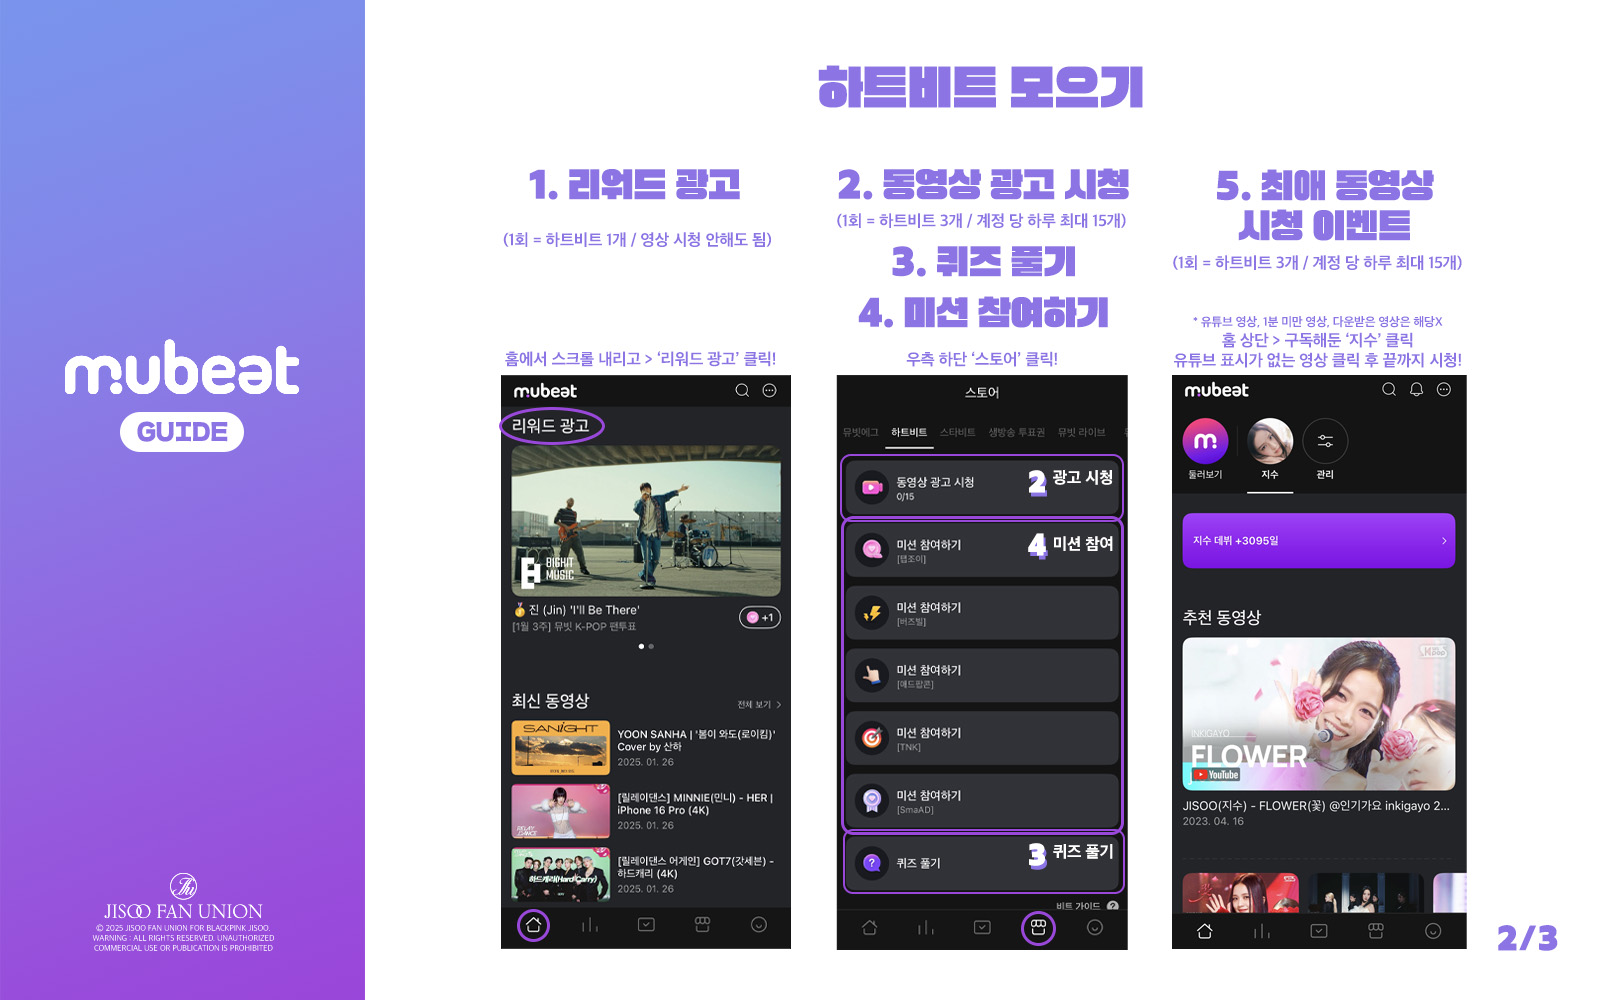 mubeat
GUIDE
JISOO FAN UNION
© 2025 JISOO FAN UNION FOR BLACKPINK JISOO.
WARNING : ALL RIGHTS RESERVED. UNAUTHORIZED
COMMERCIAL USE OR PUBLICATION IS PROHIBITED
하트비트 모으기
1. 리워드 광고
(1회 = 하트비트 1개 / 영상 시청 안해도 됨)
홈에서 스크롤 내리고 > ‘리워드 광고’ 클릭!
mubeat
리워드 광고
BIGHIT
MUSIC
진 (Jin) 'I'll Be There'
[1월 3주] 뮤빗 K-POP 팬투표
+1
최신 동영상
전체 보기 >
SANiGHT
YOON SANHA | '봄이 와도(로이킴)'
Cover by 산하
2025. 01. 26
RELAY
DANCE
[릴레이댄스] MINNIE(민니) - HER |
iPhone 16 Pro (4K)
2025. 01. 26
하드캐리(Hard Carry)
[릴레이댄스 어게인] GOT7(갓세븐) -
하드캐리 (4K)
2. 동영상 광고 시청
(1회 = 하트비트 3개 / 계정 당 하루 최대 15개)
3. 퀴즈 풀기
4. 미션 참여하기
우측 하단 ‘스토어’ 클릭!
스토어
뮤빗에그 하트비트 스타비트 생방송 투표권 뮤빗 라이브
동영상 광고 시청
0/15
2 광고 시청
미션 참여하기
[탭조이]
4 미션 참여
미션 참여하기
[버즈빌]
미션 참여하기
[애드팝콘]
미션 참여하기
[TNK]
미션 참여하기
[SmaAD]
퀴즈 풀기
3 퀴즈 풀기
비트 가이드 ?
5. 최애 동영상
시청 이벤트
(1회 = 하트비트 3개 / 계정 당 하루 최대 15개)
* 유튜브 영상, 1분 미만 영상, 다운받은 영상은 해당X
홈 상단 > 구독해둔 ‘지수’ 클릭
유튜브 표시가 없는 영상 클릭 후 끝까지 시청!
mubeat
m
둘러보기
지수
관리
지수 데뷔 +3095일
추천 동영상
INKIGAYO
FLOWER
YouTube
JISOO(지수) - FLOWER(꽃) @인기가요 inkigayo 2...
2023. 04. 16
2/3